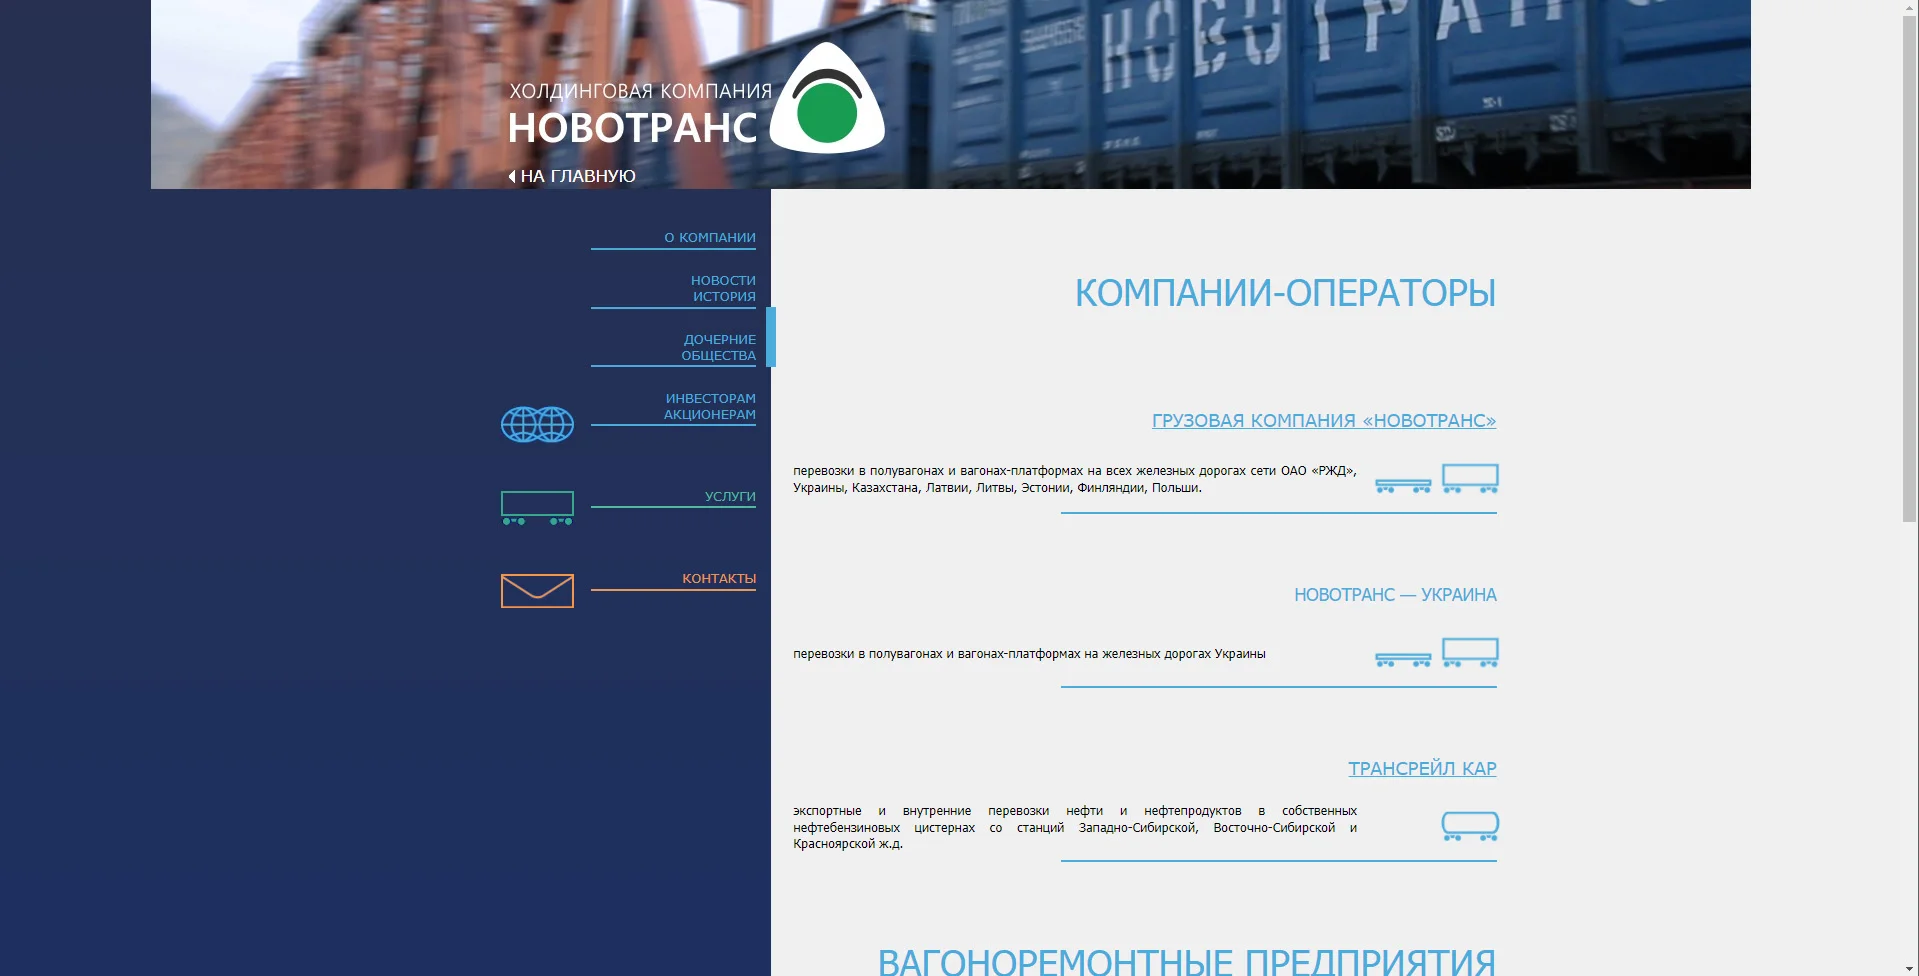 НОВОТРАНС
ХОЛДИНГОВАЯ КОМПАНИЯ
НОВОТРАНС
НА ГЛАВНУЮ
О КОМПАНИИ
НОВОСТИ
ИСТОРИЯ
ДОЧЕРНИЕ
ОБЩЕСТВА
ИНВЕСТОРАМ
АКЦИОНЕРАМ
УСЛУГИ
КОНТАКТЫ
КОМПАНИИ-ОПЕРАТОРЫ
ГРУЗОВАЯ КОМПАНИЯ «НОВОТРАНС»
перевозки в полувагонах и вагонах-платформах на всех железных дорогах сети ОАО «РЖД»,
Украины, Казахстана, Латвии, Литвы, Эстонии, Финляндии, Польши.
НОВОТРАНС — УКРАИНА
перевозки в полувагонах и вагонах-платформах на железных дорогах Украины
ТРАНСРЕЙЛ КАР
экспортные и внутренние перевозки нефти и нефтепродуктов в собственных
нефтебензиновых цистернах со станций Западно-Сибирской, Восточно-Сибирской и
Красноярской ж.д.
ВАГОНОРЕМОНТНЫЕ ПРЕДПРИЯТИЯ